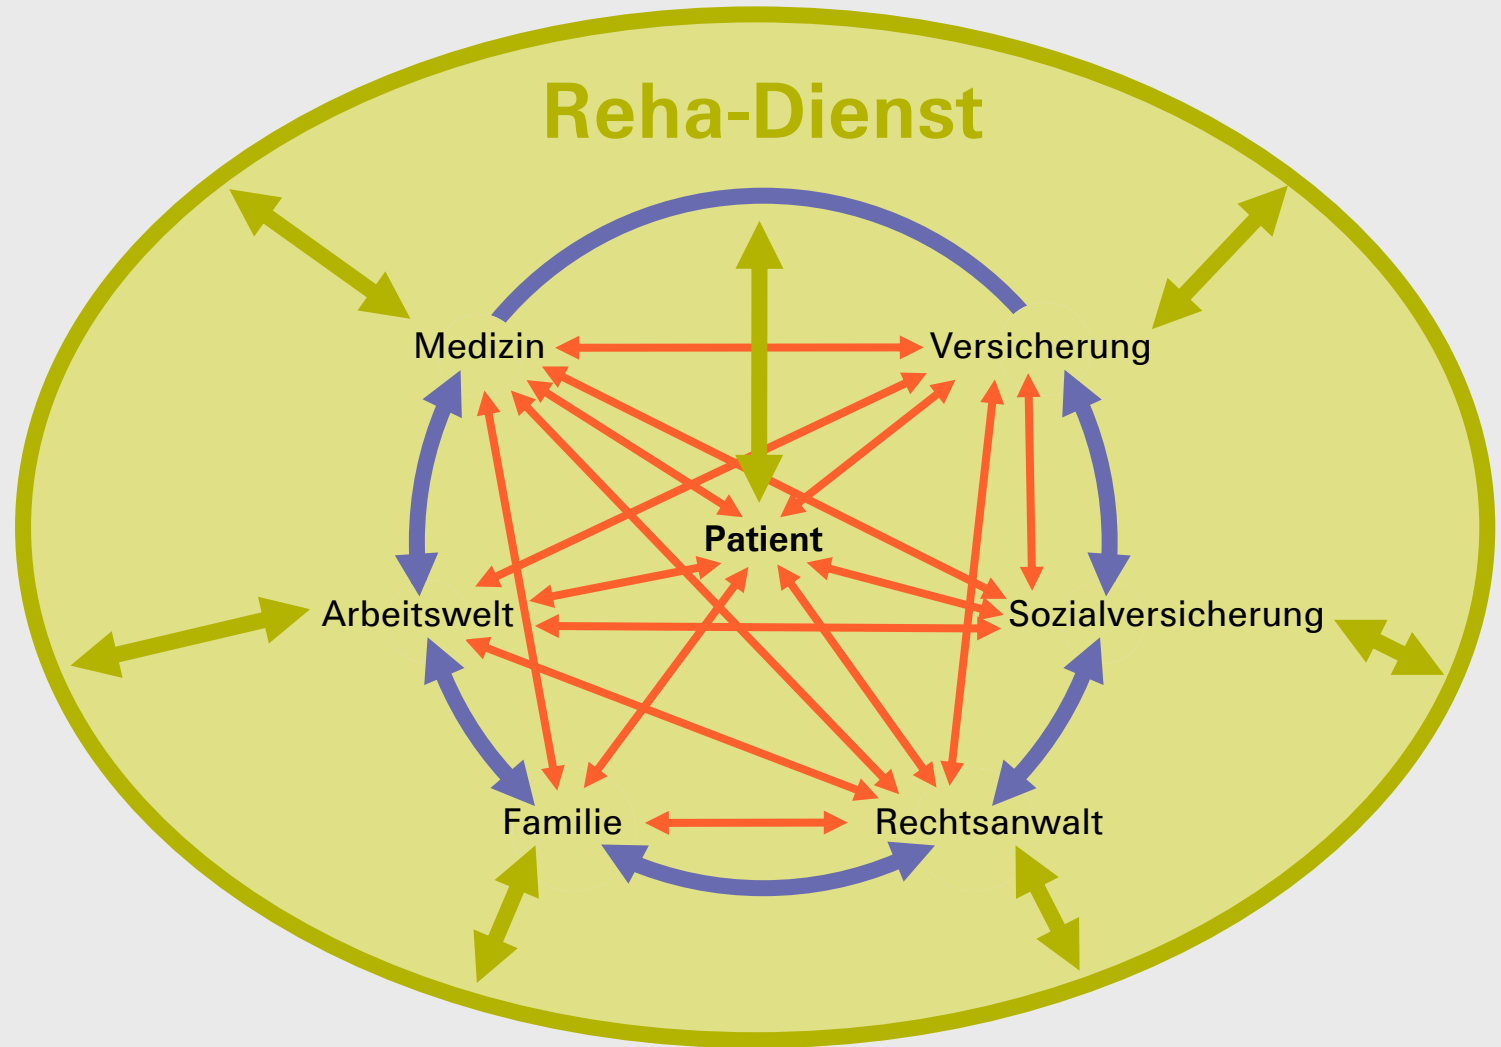 Reha-Dienst
Medizin
Versicherung
Patient
Arbeitswelt
Sozialversicherung
Familie
Rechtsanwalt